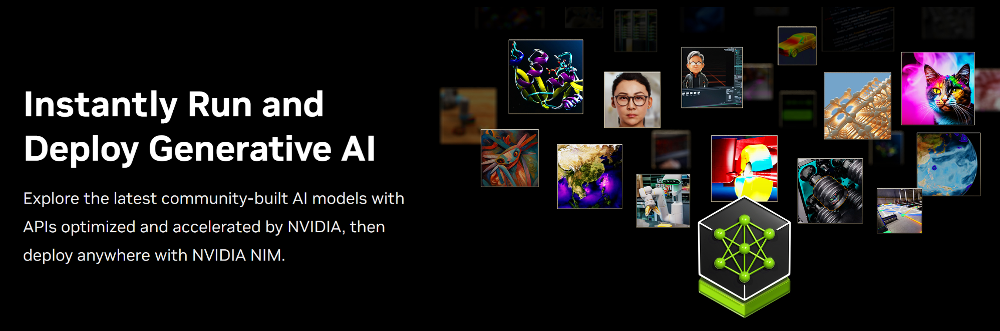 Instantly Run and
Deploy Generative AI
Explore the latest community-built AI models with
APIs optimized and accelerated by NVIDIA, then
deploy anywhere with NVIDIA NIM.